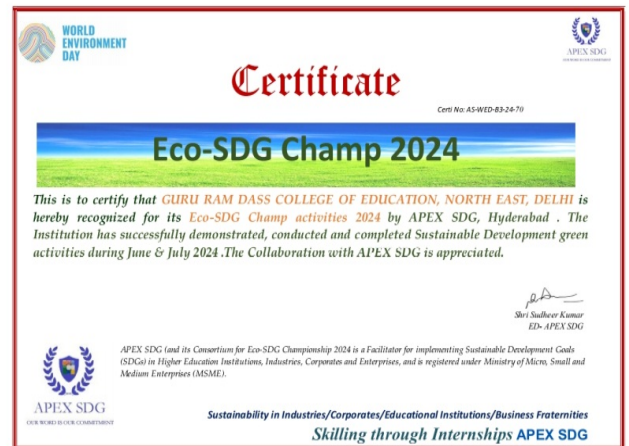 WORLD
ENVIRONMENT
DAY
APEX SDG
OUR WORD IS OUR COMMITMENT
Certificate
Certi No: AS-WED-B3-24-70
Eco-SDG Champ 2024
This is to certify that GURU RAM DASS COLLEGE OF EDUCATION, NORTH EAST, DELHI is
hereby recognized for its Eco-SDG Champ activities 2024 by APEX SDG, Hyderabad . The
Institution has successfully demonstrated, conducted and completed Sustainable Development green
activities during June & July 2024 .The Collaboration with APEX SDG is appreciated.
Shri Sudheer Kumar
ED- APEX SDG
APEX SDG (and its Consortium for Eco-SDG Championship 2024 is a Facilitator for implementing Sustainable Development Goals
(SDGs) in Higher Education Institutions, Industries, Corporates and Enterprises, and is registered under Ministry of Micro, Small and
Medium Enterprises (MSME).
APEX SDG
OUR WORD IS OUR COMMITMENT
Sustainability in Industries/Corporates/Educational Institutions/Business Fraternities
Skilling through Internships APEX SDG